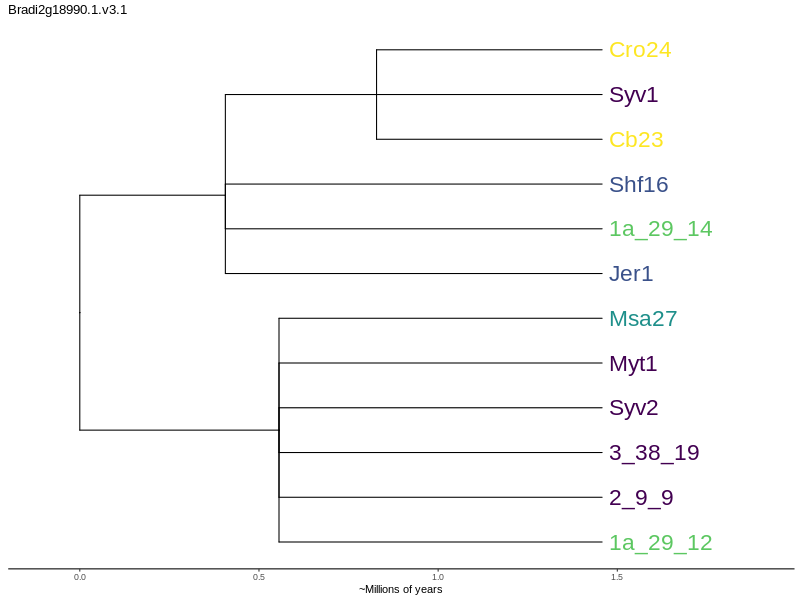 Bradi2g18990.1.v3.1
Cro24
Syv1
Cb23
Shf16
1a_29_14
Jer1
Msa27
Myt1
Syv2
3_38_19
2_9_9
1a_29_12
0.0 0.5 1.0 1.5
~Millions of years